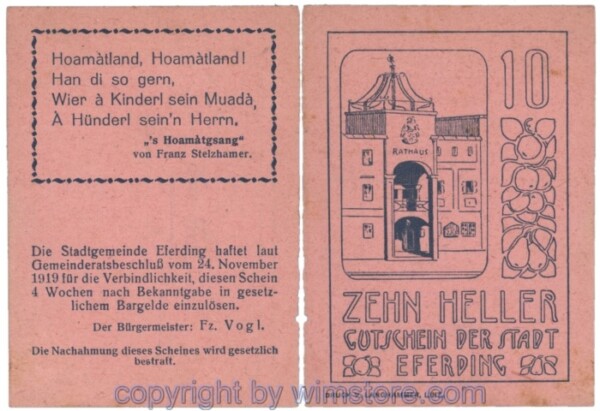 Hoamàtland, Hoamàtland!
Han di so gern,
Wier à Kinderl sein Muadà,
À Hünderl sein'n Herrn.
„'s Hoamàtgsang“
von Franz Stelzhamer.
Die Stadtgemeinde Eferding haftet laut
Gemeinderatsbeschluß vom 24. November
1919 für die Verbindlichkeit, diesen Schein
4 Wochen nach Bekanntgabe in gesetz-
lichem Bargelde einzulösen.
Der Bürgermeister: Fz. Vogl.
Die Nachahmung dieses Scheines wird gesetzlich
bestraft.
10
RATHAUS
ZEHN HELLER
GUTSCHEIN DER STADT
EFERDING
LINZ.
copyright by wimstore.com